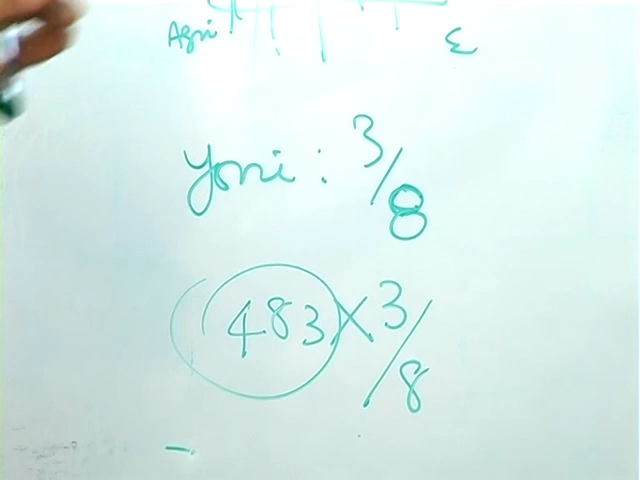 Agni ε
Yoni: 3/8
483 × 3/8